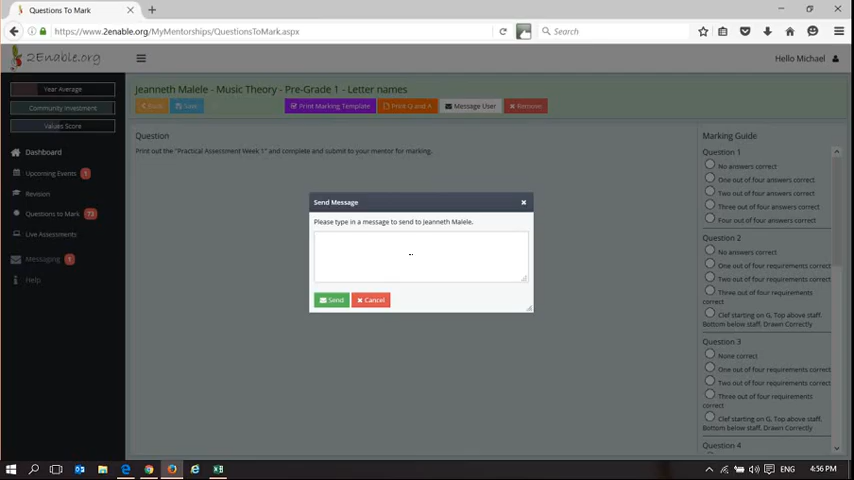 Questions To Mark
https://www.2enable.org/MyMentorships/QuestionsToMark.aspx
Search
2Enable.org
Hello Michael
Year Average
Community Investment
Values Score
Dashboard
Upcoming Events 1
Revision
Questions to Mark 73
Live Assessments
Messaging 1
Help
Jeanneth Malele - Music Theory - Pre-Grade 1 - Letter names
Back
Save
Print Marking Template
Print Q and A
Message User
Remove
Question
Print out the "Practical Assessment Week 1" and complete and submit to your mentor for marking.
Send Message
Please type in a message to send to Jeanneth Malele.
Send
Cancel
Marking Guide
Question 1
No answers correct
One out of four answers correct
Two out of four answers correct
Three out of four answers correct
Four out of four answers correct
Question 2
No answers correct
One out of four requirements correct
Two out of four requirements correct
Three out of four requirements
correct
Clef starting on G. Top above staff.
Bottom below staff. Drawn Correctly
Question 3
None correct
One out of four requirements correct
Two out of four requirements correct
Three out of four requirements
correct
Clef starting on G. Top above staff.
Bottom below staff. Drawn Correctly
Question 4
ENG
4:56 PM